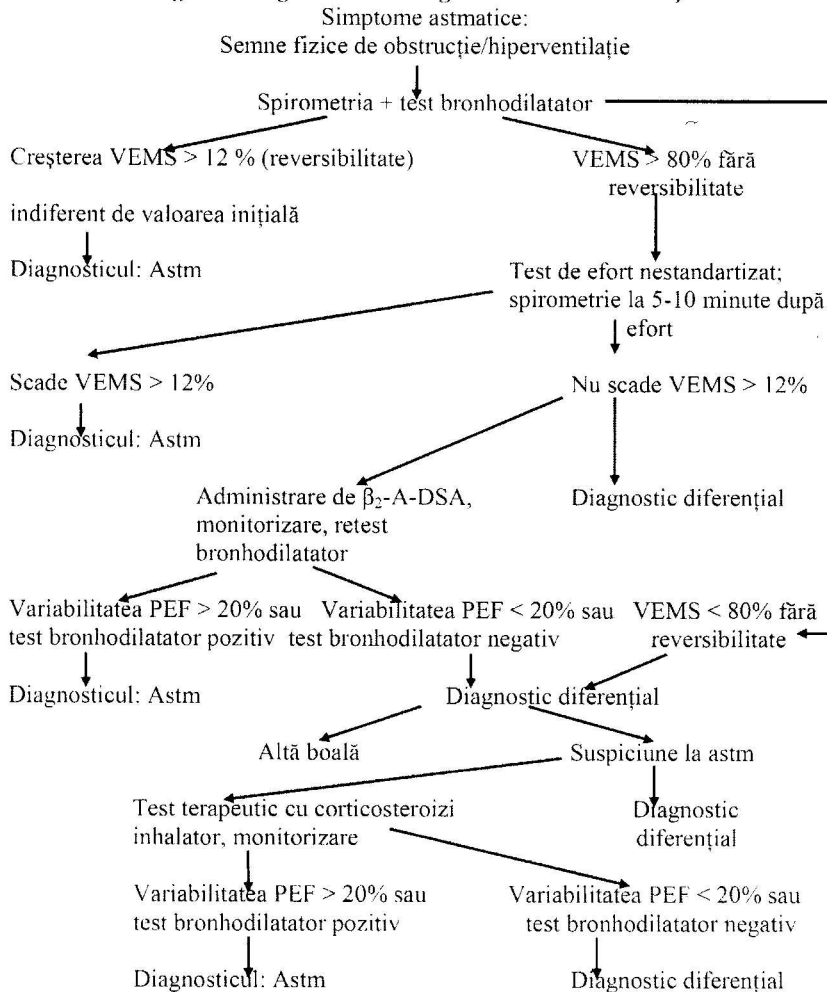 Simptome astmatice:
Semne fizice de obstrucție/hiperventilație
Spirometria + test bronhodilatator
Creșterea VEMS > 12 % (reversibilitate)
indiferent de valoarea inițială
VEMS > 80% fără
reversibilitate
Diagnosticul: Astm
Test de efort nestandartizat;
spirometrie la 5-10 minute după
efort
Scade VEMS > 12%
Nu scade VEMS > 12%
Diagnosticul: Astm
Administrare de β₂-A-DSA,
monitorizare, retest
bronhodilatator
Diagnostic diferențial
Variabilitatea PEF > 20% sau
test bronhodilatator pozitiv
Variabilitatea PEF < 20% sau
test bronhodilatator negativ
VEMS < 80% fără
reversibilitate
Diagnosticul: Astm
Diagnostic diferențial
Altă boală
Suspiciune la astm
Test terapeutic cu corticosteroizi
inhalator, monitorizare
Diagnostic
diferențial
Variabilitatea PEF > 20% sau
test bronhodilatator pozitiv
Variabilitatea PEF < 20% sau
test bronhodilatator negativ
Diagnosticul: Astm
Diagnostic diferențial